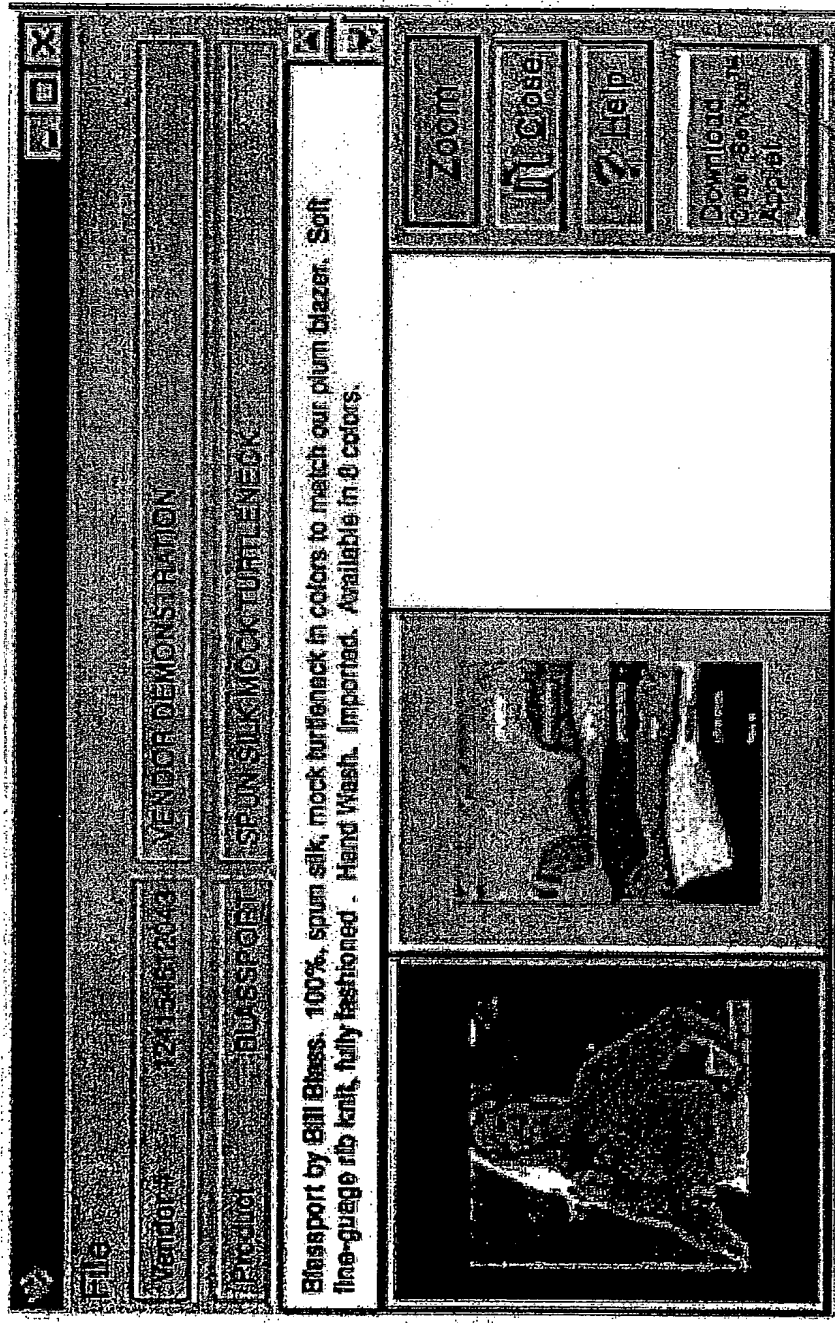 File
Vendor# 121154812043 VENDOR DEMONSTRATION
Product BLASSPORT SPUN SILK MOCK TURTLENECK
Blassport by Bill Blass. 100%, spun silk, mock turtleneck in colors to match our plum blazer. Soft
fine-guage rib knit, fully fashioned . Hand Wash. Imported. Available in 8 colors.
Zoom
Close
Help
Download
Applet